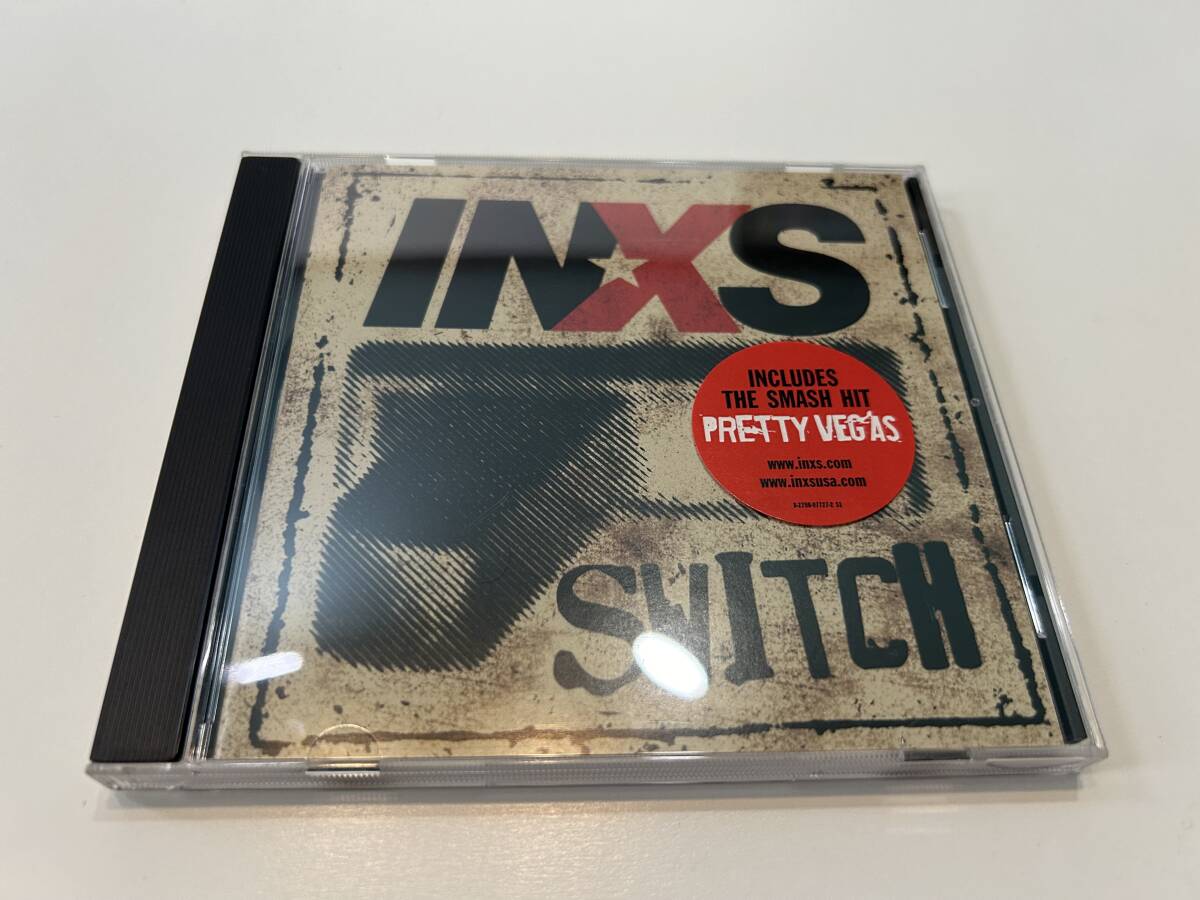 INXS
INCLUDES
THE SMASH HIT
PRETTY VEGAS
www.inxs.com
www.inxsusa.com
SWITCH